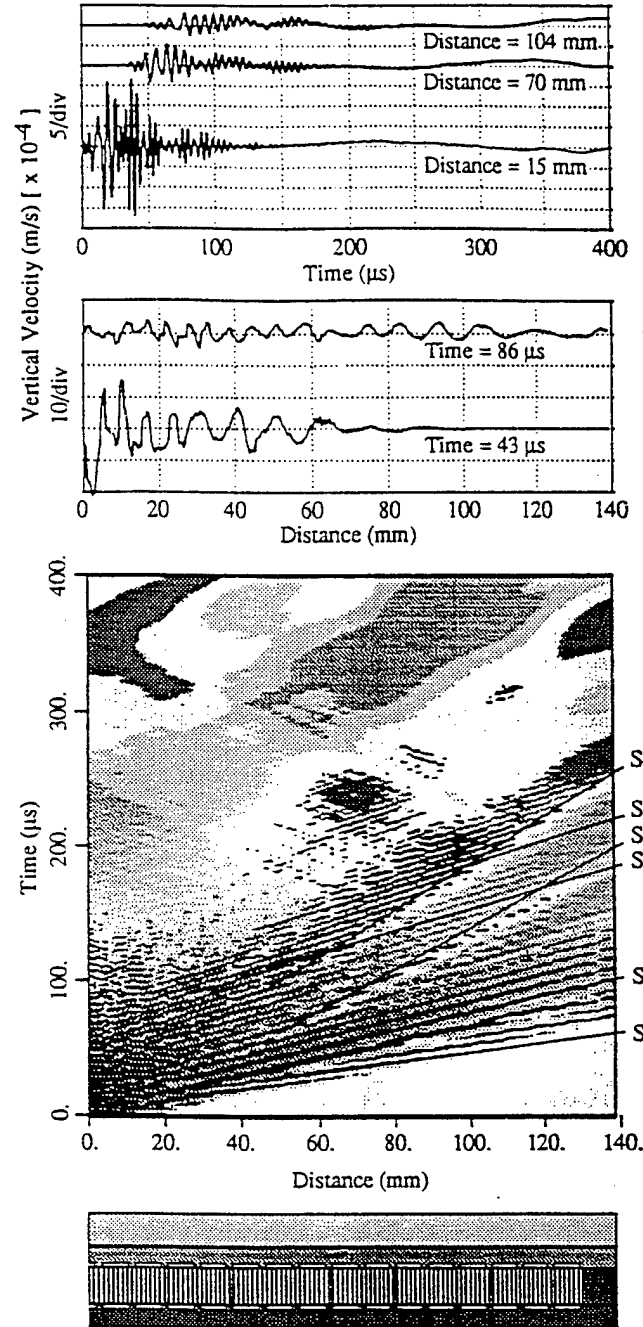 Distance = 104 mm
Distance = 70 mm
Distance = 15 mm
Vertical Velocity (m/s) [ x 10⁻⁴ ]
5/div
10/div
0 100 200 300 400
Time (µs)
Time = 86 µs
Time = 43 µs
0 20 40 60 80 100 120 140
Distance (mm)
400.
300.
200.
100.
0.
Time (µs)
S
S
S
S
S
S
0. 20. 40. 60. 80. 100. 120. 140.
Distance (mm)